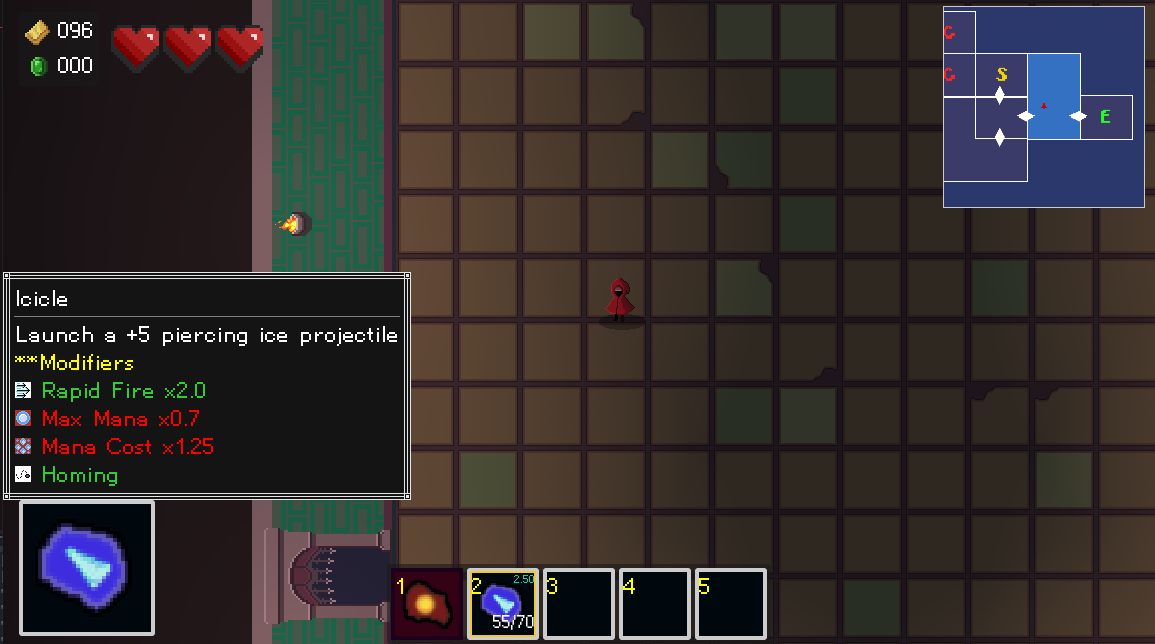 096
000
G
G
S
E
Icicle
Launch a +5 piercing ice projectile
**Modifiers
Rapid Fire x2.0
Max Mana x0.7
Mana Cost x1.25
Homing
1
2
2.50
55/70
3
4
5